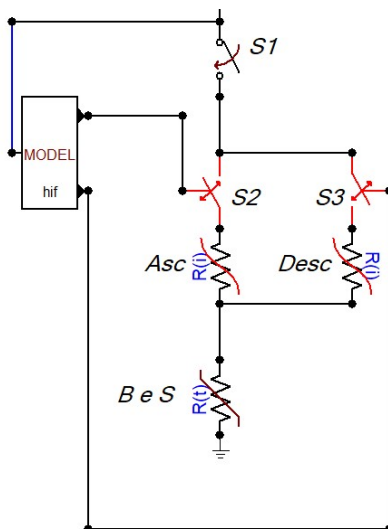 S1
MODEL
hif
S2
S3
Asc
R(i)
Desc
R(i)
B e S
R(t)